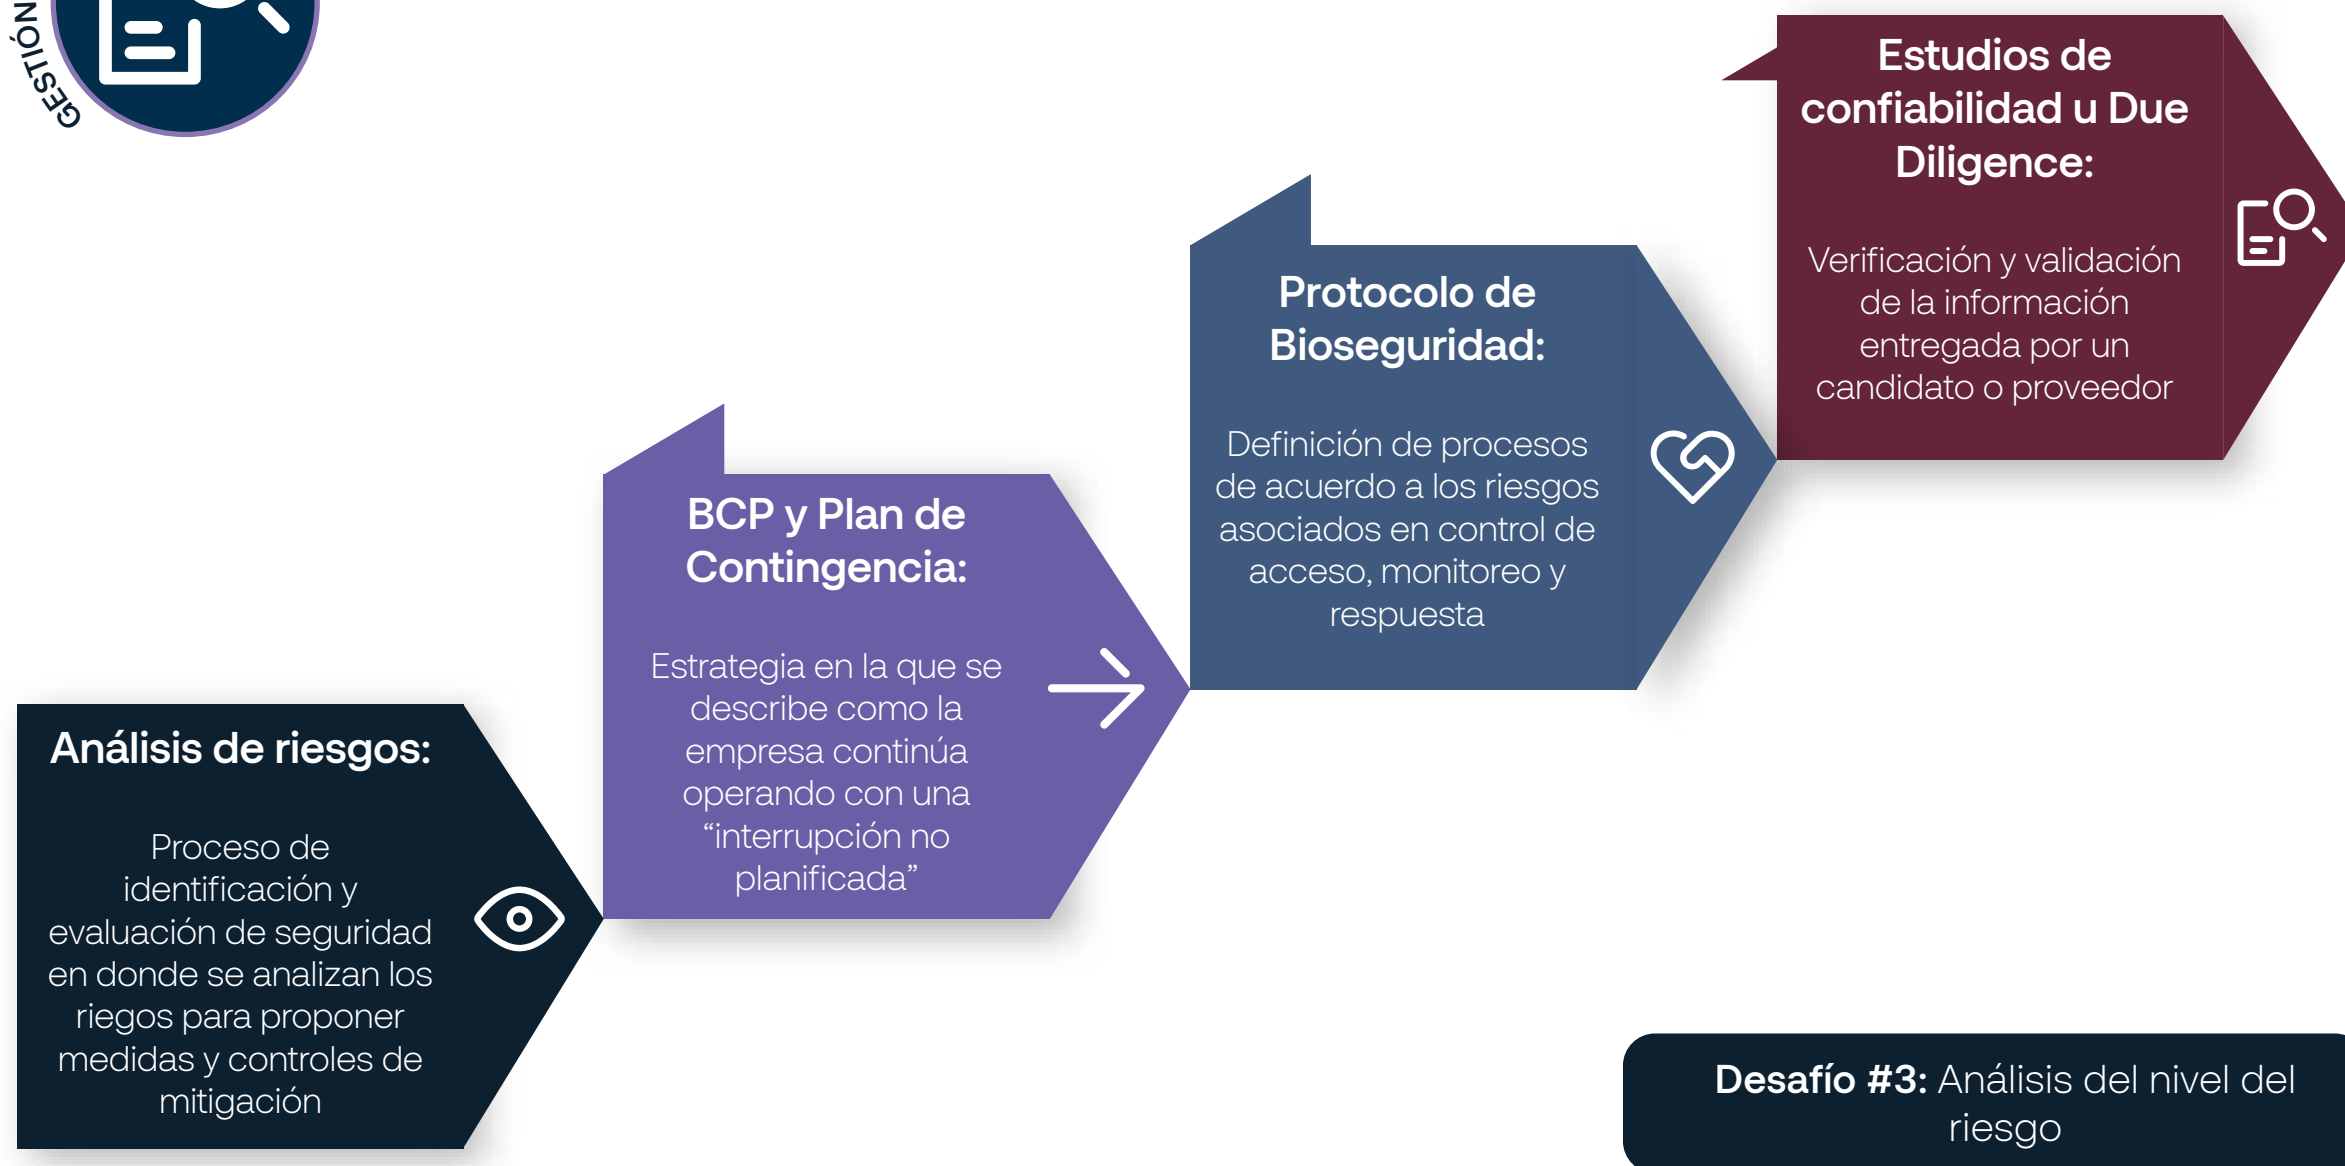 GESTIÓN
Estudios de
confiabilidad u Due
Diligence:
Verificación y validación
de la información
entregada por un
candidato o proveedor
Protocolo de
Bioseguridad:
Definición de procesos
de acuerdo a los riesgos
asociados en control de
acceso, monitoreo y
respuesta
BCP y Plan de
Contingencia:
Estrategia en la que se
describe como la
empresa continúa
operando con una
“interrupción no
planificada”
Análisis de riesgos:
Proceso de
identificación y
evaluación de seguridad
en donde se analizan los
riegos para proponer
medidas y controles de
mitigación
Desafío #3: Análisis del nivel del
riesgo